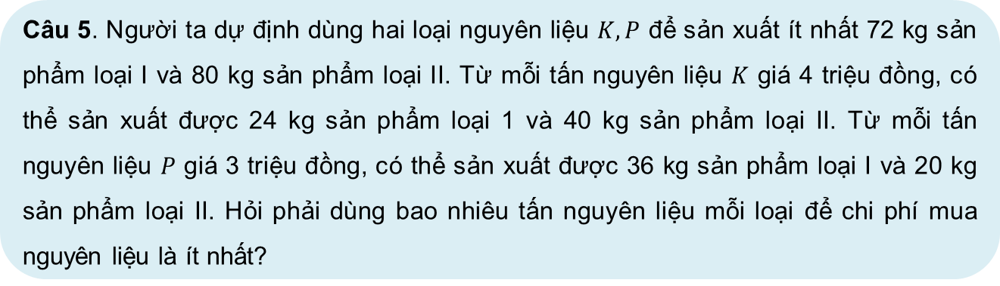 Câu 5. Người ta dự định dùng hai loại nguyên liệu K, P để sản xuất ít nhất 72 kg sản
phẩm loại I và 80 kg sản phẩm loại II. Từ mỗi tấn nguyên liệu K giá 4 triệu đồng, có
thể sản xuất được 24 kg sản phẩm loại 1 và 40 kg sản phẩm loại II. Từ mỗi tấn
nguyên liệu P giá 3 triệu đồng, có thể sản xuất được 36 kg sản phẩm loại I và 20 kg
sản phẩm loại II. Hỏi phải dùng bao nhiêu tấn nguyên liệu mỗi loại để chi phí mua
nguyên liệu là ít nhất?